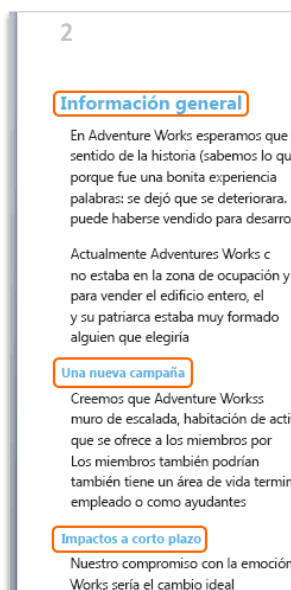 2
Información general
En Adventure Works esperamos que
sentido de la historia (sabemos lo qu
porque fue una bonita experiencia
palabras: se dejó que se deteriorara.
puede haberse vendido para desarro
Actualmente Adventures Works c
no estaba en la zona de ocupación y
para vender el edificio entero, el
y su patriarca estaba muy formado
alguien que elegiría
Una nueva campaña
Creemos que Adventure Workss
muro de escalada, habitación de acti
que se ofrece a los miembros por
Los miembros también podrían
también tiene un área de vida termin
empleado o como ayudantes
Impactos a corto plazo
Nuestro compromiso con la emoción
Works sería el cambio ideal